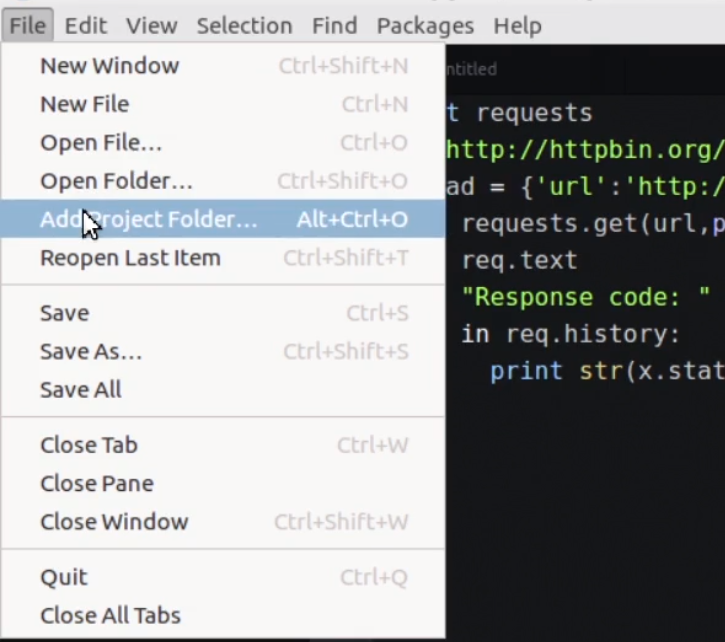 File Edit View Selection Find Packages Help
New Window Ctrl+Shift+N
New File Ctrl+N
Open File... Ctrl+O
Open Folder... Ctrl+Shift+O
Add Project Folder... Alt+Ctrl+O
Reopen Last Item Ctrl+Shift+T
Save Ctrl+S
Save As... Ctrl+Shift+S
Save All
Close Tab Ctrl+W
Close Pane
Close Window Ctrl+Shift+W
Quit Ctrl+Q
Close All Tabs
ntitled
t requests
http://httpbin.org/
ad = {'url':'http:/
requests.get(url,p
req.text
"Response code: "
in req.history:
print str(x.stat